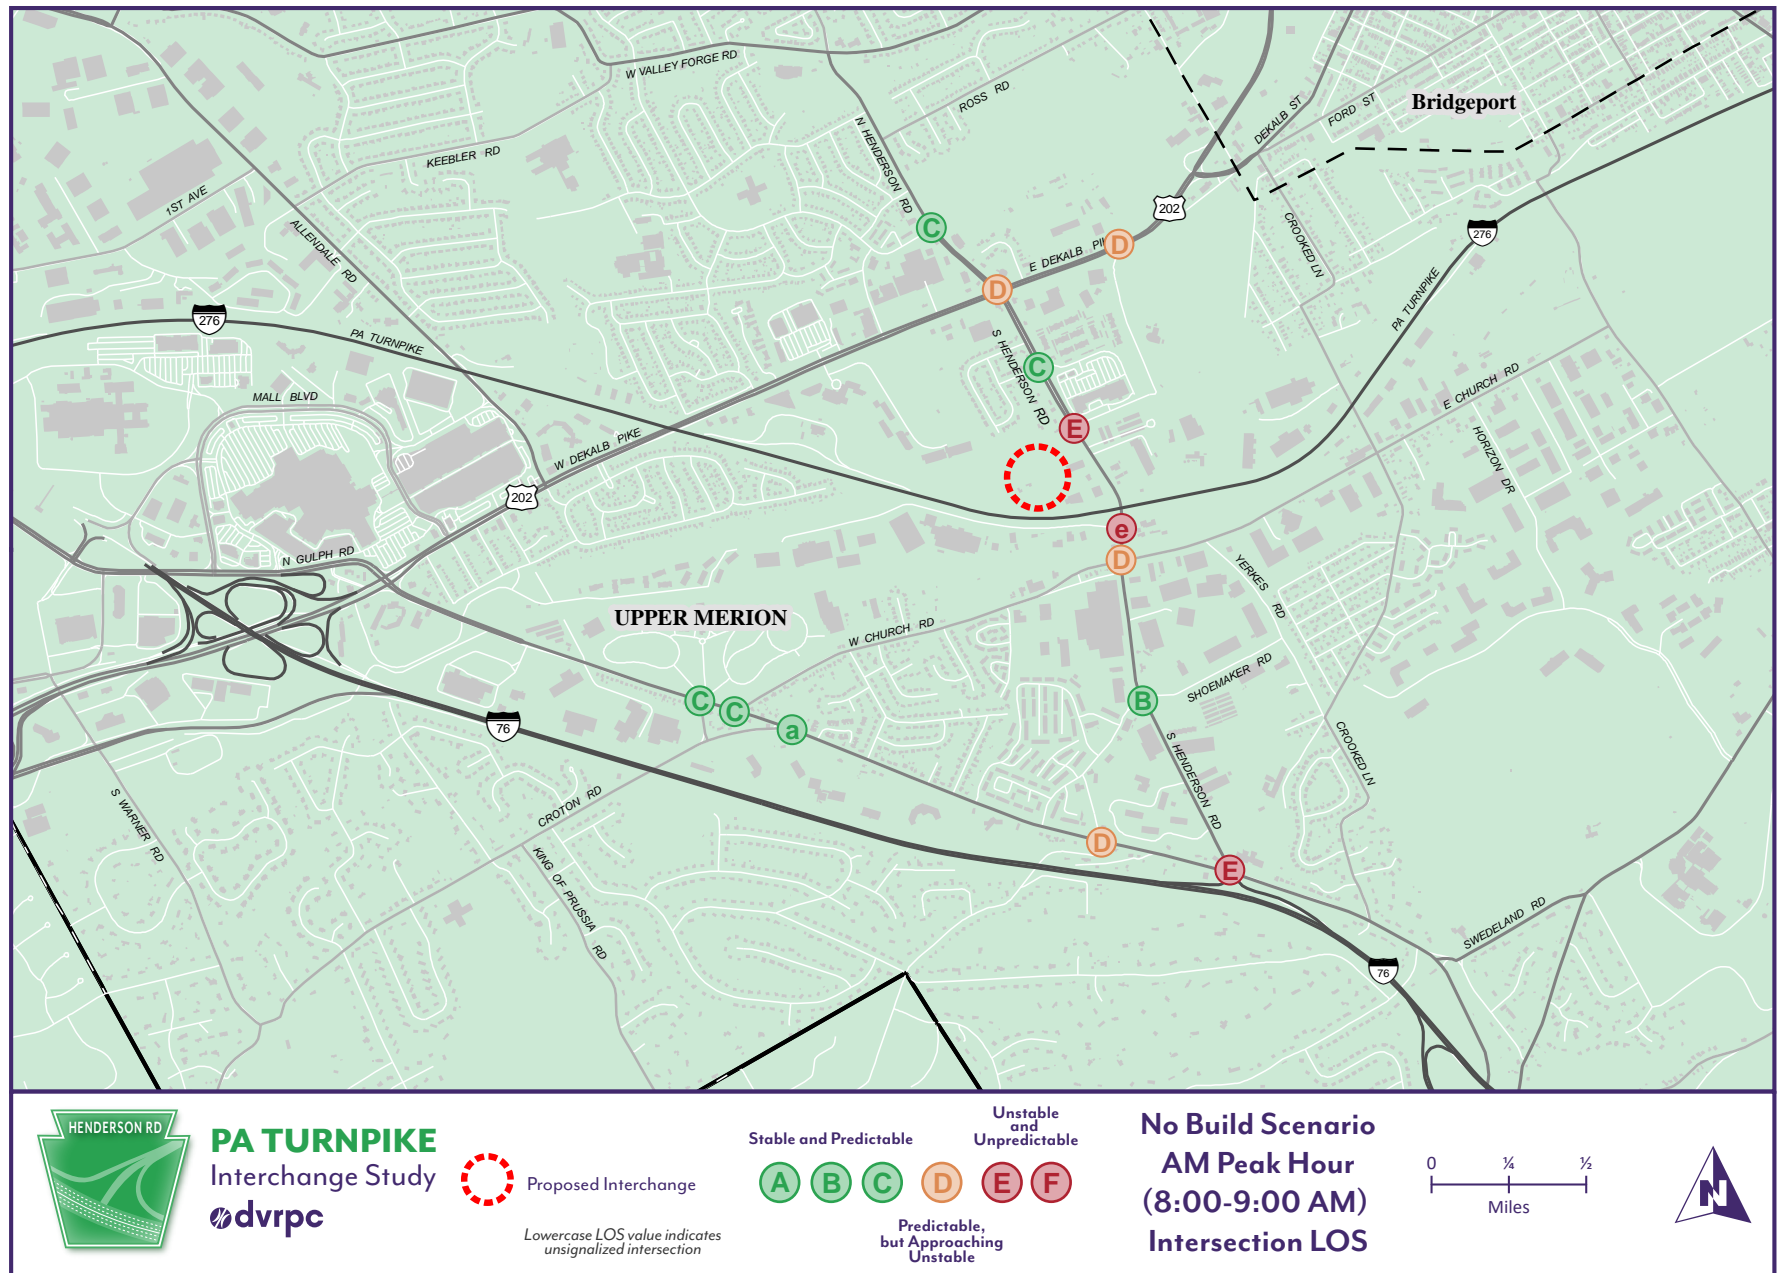 W VALLEY FORGE RD
ROSS RD
DEKALB ST
FORD ST
Bridgeport
N HENDERSON RD
KEEBLER RD
1ST AVE
ALLENDALE RD
202
C
D
E DEKALB PI
CROOKED LN
276
276
D
PA TURNPIKE
PA TURNPIKE
S HENDERSON RD
C
MALL BLVD
E CHURCH RD
E
W DEKALB PIKE
HORIZON DR
202
e
D
N GULPH RD
YERKES RD
UPPER MERION
W CHURCH RD
SHOEMAKER RD
C
C
a
B
76
S HENDERSON RD
CROOKED LN
S WARNER RD
CROTON RD
D
KING OF PRUSSIA RD
E
SWEDELAND RD
76
HENDERSON RD
PA TURNPIKE
Interchange Study
dvrpc
Proposed Interchange
Lowercase LOS value indicates
unsignalized intersection
Stable and Predictable
Unstable
and
Unpredictable
A B C D E F
Predictable,
but Approaching
Unstable
No Build Scenario
AM Peak Hour
(8:00-9:00 AM)
Intersection LOS
0 ¼ ½
Miles
N